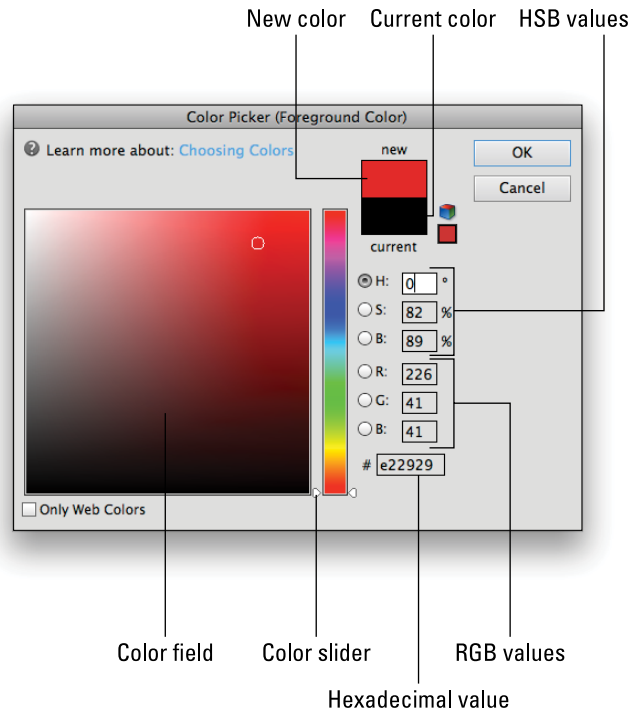 New color Current color HSB values
Color Picker (Foreground Color)
? Learn more about: Choosing Colors
new
OK
Cancel
current
H: 0 °
S: 82 %
B: 89 %
R: 226
G: 41
B: 41
# e22929
Only Web Colors
Color field Color slider RGB values
Hexadecimal value